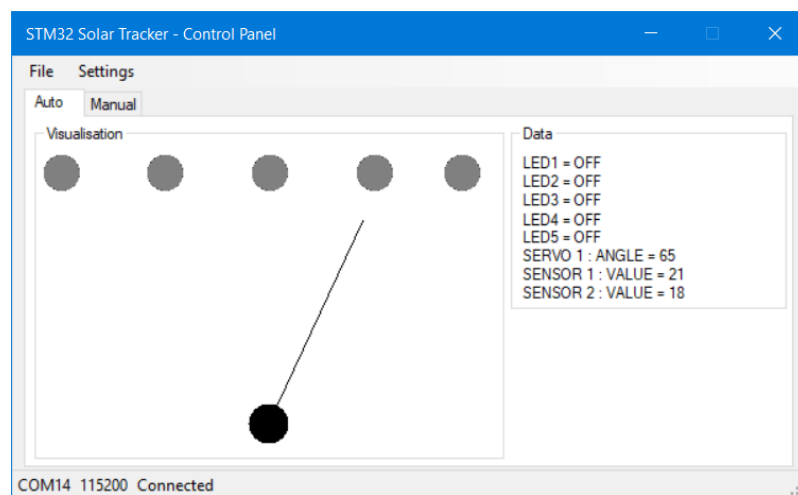 STM32 Solar Tracker - Control Panel
File Settings
Auto Manual
Visualisation
Data
LED1 = OFF
LED2 = OFF
LED3 = OFF
LED4 = OFF
LED5 = OFF
SERVO 1 : ANGLE = 65
SENSOR 1 : VALUE = 21
SENSOR 2 : VALUE = 18
COM14 115200 Connected